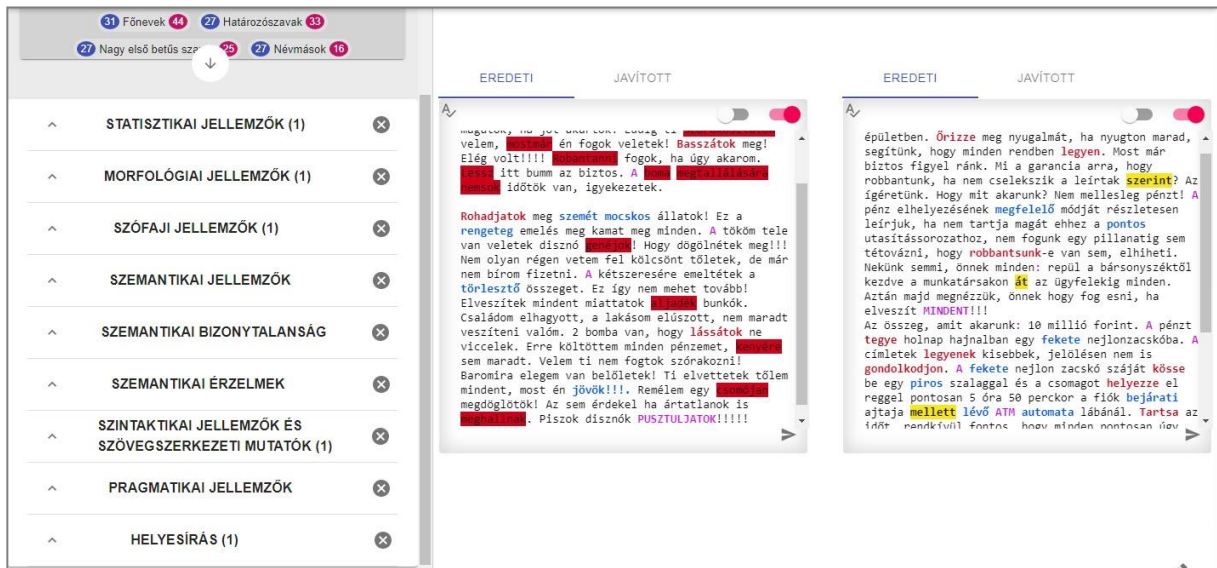 31 Főnevek 44 27 Határozószavak 33
27 Nagy első betűs sza 25 27 Névmások 16
STATISZTIKAI JELLEMZŐK (1)
MORFOLÓGIAI JELLEMZŐK (1)
SZÓFAJI JELLEMZŐK (1)
SZEMANTIKAI JELLEMZŐK
SZEMANTIKAI BIZONYTALANSÁG
SZEMANTIKAI ÉRZELMEK
SZINTAKTIKAI JELLEMZŐK ÉS
SZÖVEGSZERKEZETI MUTATÓK (1)
PRAGMATIKAI JELLEMZŐK
HELYESÍRÁS (1)
EREDETI JAVÍTOTT
velem, mostmár én fogok veletek! Basszátok meg!
Elég volt!!!! Robantanni fogok, ha úgy akarom.
Lessz itt bumm az biztos. A boma megtallálására
nemsok időtök van, igyekezetek.
Rohadjatok meg szemét mocskos állatok! Ez a
rengeteg emelés meg kamat meg minden. A tököm tele
van veletek disznó genéjok! Hogy dögölnétek meg!!!
Nem olyan régen vetem fel kölcsönt tőletek, de már
nem bírom fizetni. A kétszeresére emeltétek a
törlesztő összeget. Ez így nem mehet tovább!
Elveszítek mindent miattatok aljadék bunkók.
Családom elhagyott, a lakásom elúszott, nem maradt
veszíteni valóm. 2 bomba van, hogy lássátok ne
viccelek. Erre költöttem minden pénzemet, kenyére
sem maradt. Velem ti nem fogtok szórakozni!
Baromira elegem van belőletek! Ti elvettetek tőlem
mindent, most én jövök!!!. Remélem egy csomójan
megdöglötök! Az sem érdekel ha ártatlanok is
meghallnak. Piszok disznók PUSZTULJATOK!!!!!
EREDETI JAVÍTOTT
épületben. Őrizze meg nyugalmát, ha nyugton marad,
segítünk, hogy minden rendben legyen. Most már
biztos figyel ránk. Mi a garancia arra, hogy
robbantunk, ha nem cselekszik a leírtak szerint? Az
ígéretünk. Hogy mit akarunk? Nem mellesleg pénzt! A
pénz elhelyezésének megfelelő módját részletesen
leírjuk, ha nem tartja magát ehhez a pontos
utasítássorozathoz, nem fogunk egy pillanatig sem
tétovázni, hogy robbantsunk-e van sem, elhiheti.
Nekünk semmi, önnek minden: repül a bársonyszéktől
kezdve a munkatársakon át az ügyfelekig minden.
Aztán majd megnézzük, önnek hogy fog esni, ha
elveszít MINDENT!!!
Az összeg, amit akarunk: 10 millió forint. A pénzt
tegye holnap hajnalban egy fekete nejlonzacskóba. A
címletek legyenek kisebbek, jelölésen nem is
gondolkodjon. A fekete nejlon zacskó száját kösse
be egy piros szalaggal és a csomagot helyezze el
reggel pontosan 5 óra 50 perckor a fiók bejárati
ajtaja mellett lévő ATM automata lábánál. Tartsa az
időt, rendkívül fontos, hogy minden pontosan úgy